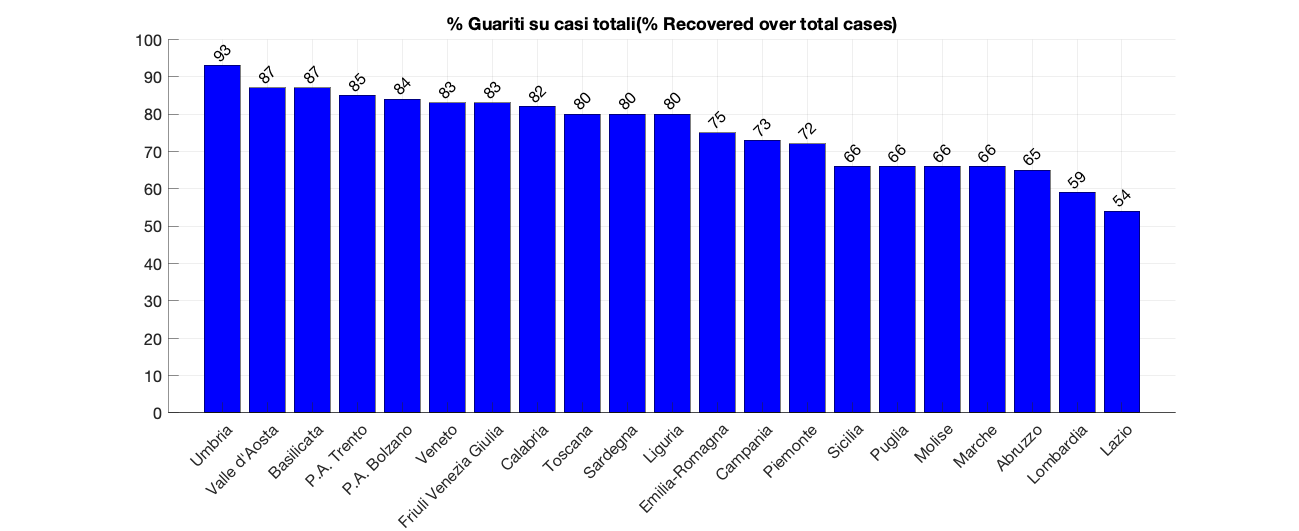 % Guariti su casi totali(% Recovered over total cases)
100
90
80
70
60
50
40
30
20
10
0
93
87
87
85
84
83
83
82
80
80
80
75
73
72
66
66
66
66
65
59
54
Umbria
Valle d'Aosta
Basilicata
P.A. Trento
P.A. Bolzano
Veneto
Friuli Venezia Giulia
Calabria
Toscana
Sardegna
Liguria
Emilia-Romagna
Campania
Piemonte
Sicilia
Puglia
Molise
Marche
Abruzzo
Lombardia
Lazio